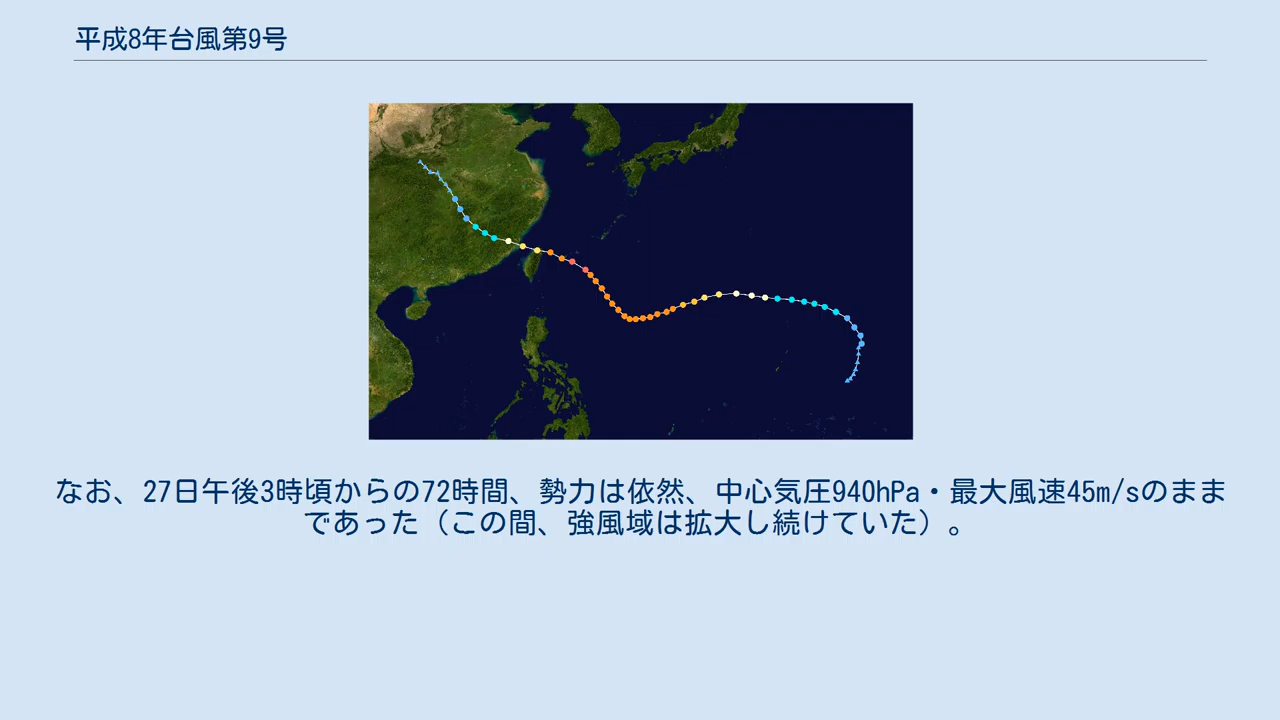 平成8年台風第9号
なお、27日午後3時頃からの72時間、勢力は依然、中心気圧940hPa・最大風速45m/sのまま
であった（この間、強風域は拡大し続けていた）。